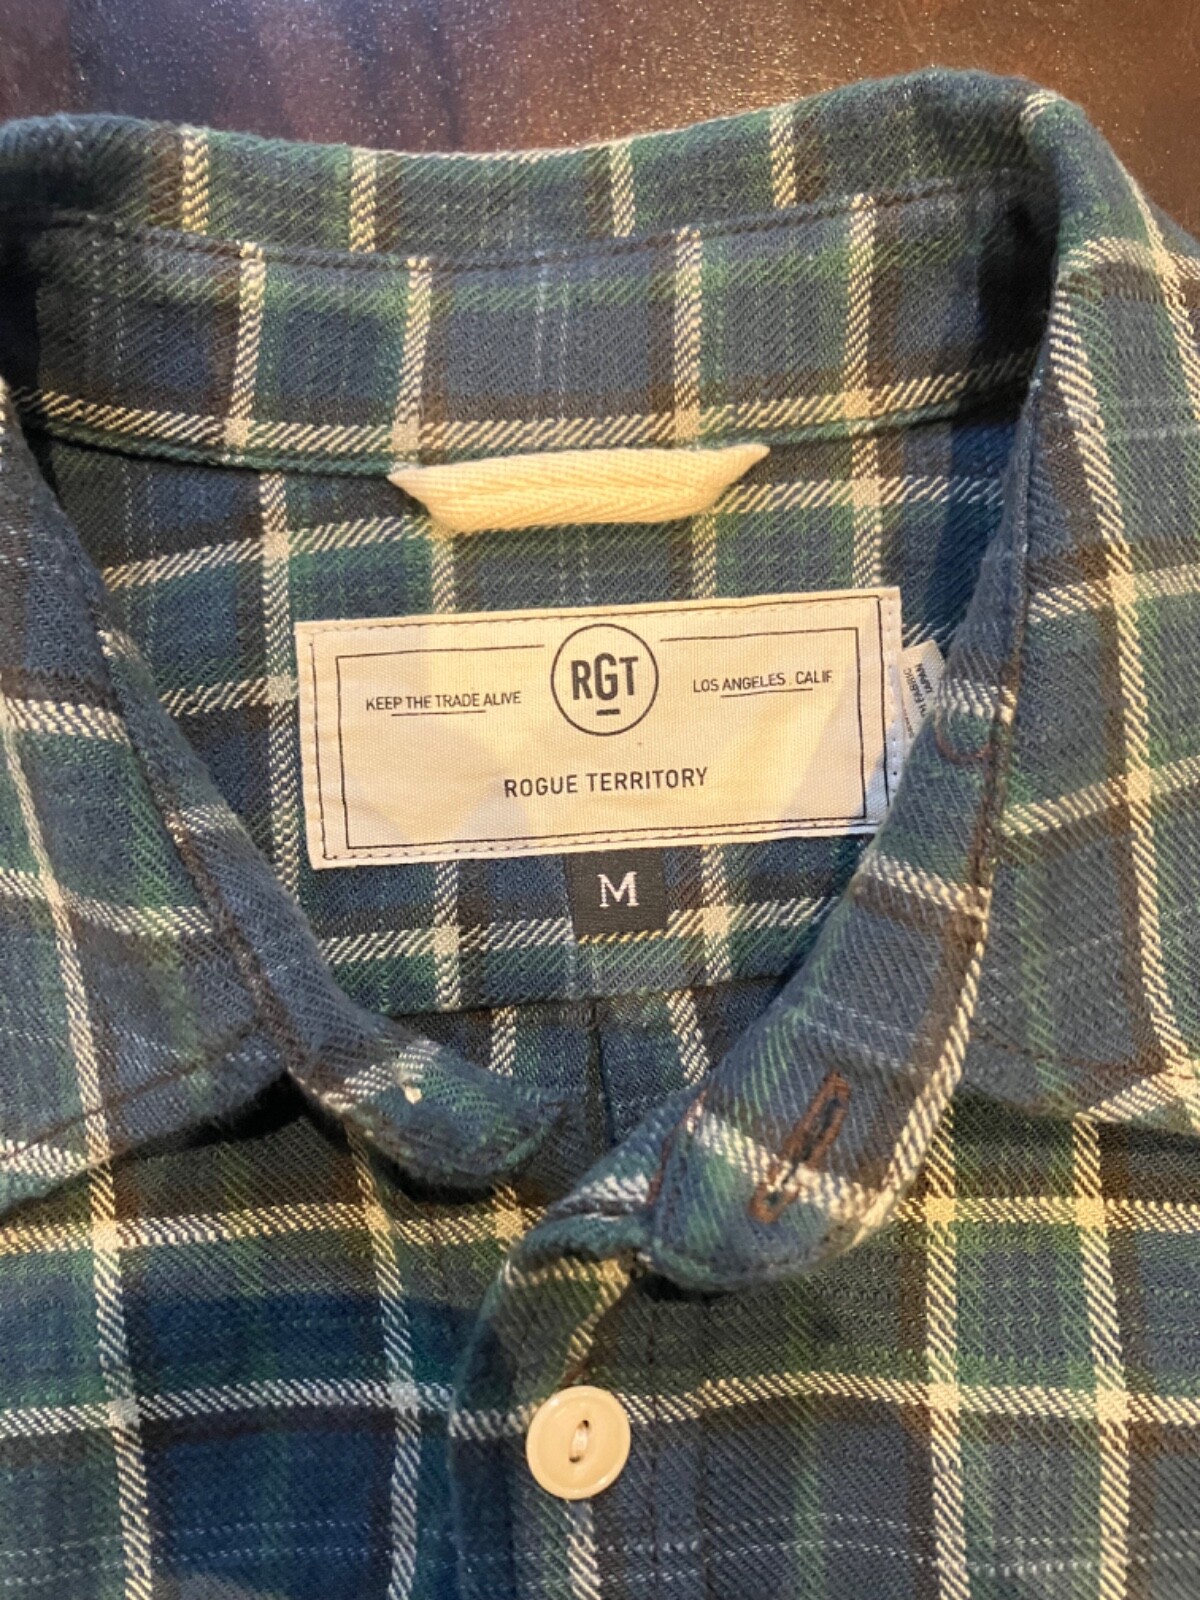 RGT
KEEP THE TRADE ALIVE
LOS ANGELES . CALIF.
ROGUE TERRITORY
M